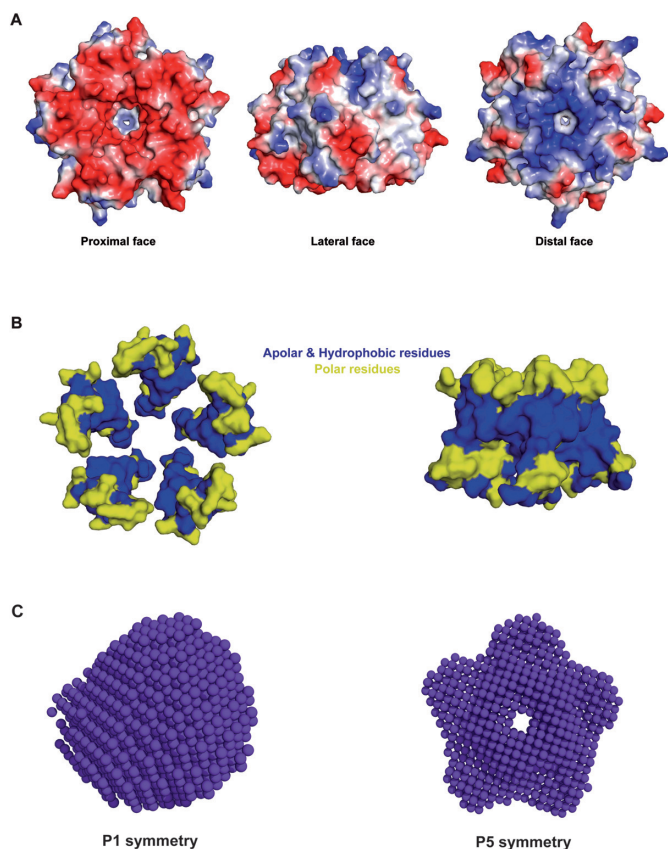 A
Proximal face
Lateral face
Distal face
B
Apolar & Hydrophobic residues
Polar residues
C
P1 symmetry
P5 symmetry